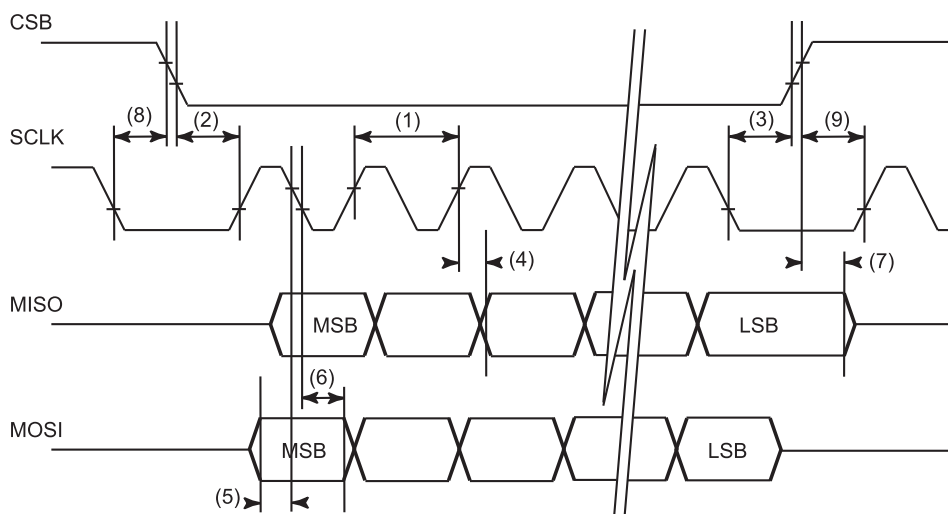 CSB
(8) (2) (1) (3) (9)
SCLK
(4) (7)
MISO MSB LSB
(6)
MOSI MSB LSB
(5)